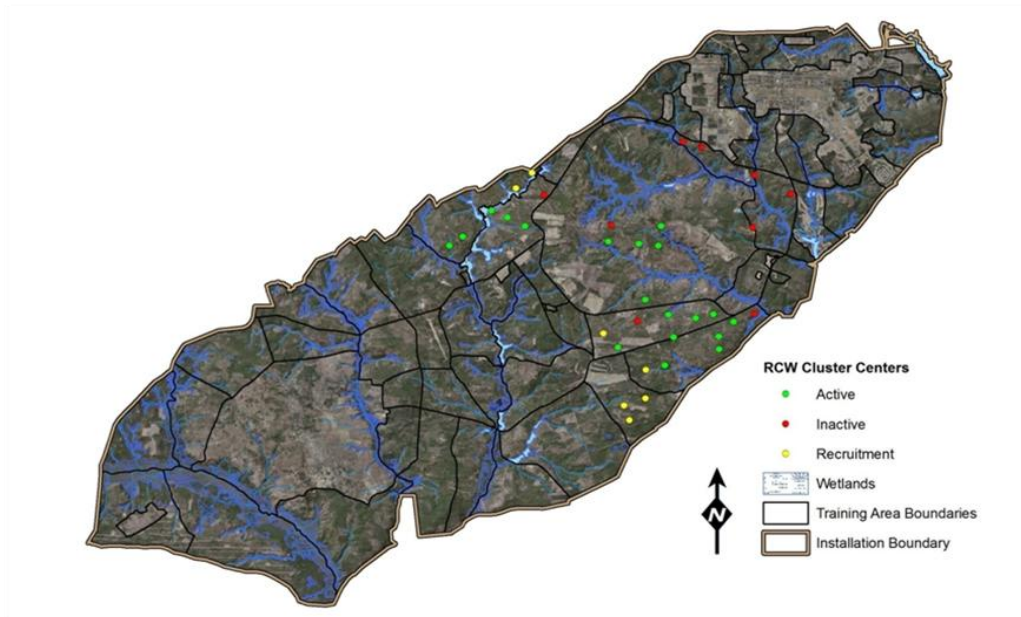 RCW Cluster Centers
Active
Inactive
Recruitment
Wetlands
Training Area Boundaries
N
Installation Boundary